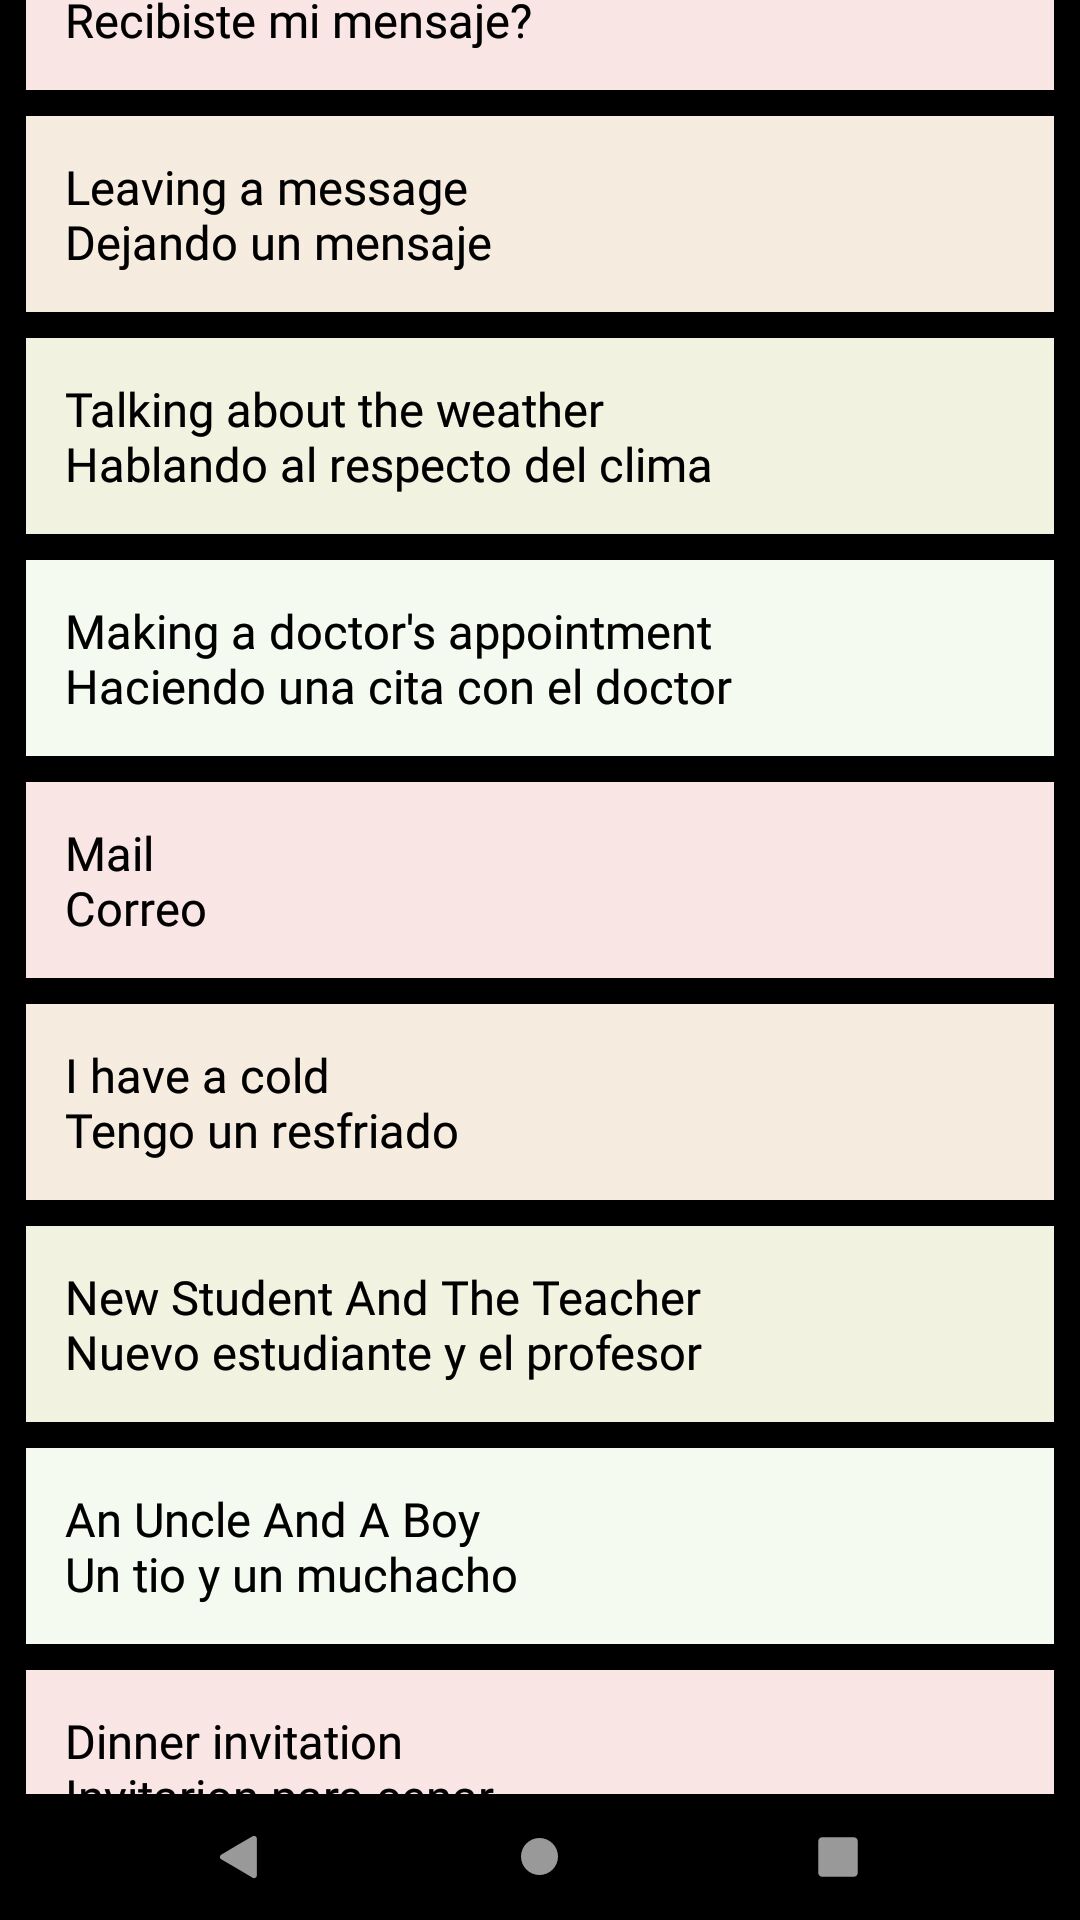 Recibiste mi mensaje?
Leaving a message
Dejando un mensaje
Talking about the weather
Hablando al respecto del clima
Making a doctor's appointment
Haciendo una cita con el doctor
Mail
Correo
I have a cold
Tengo un resfriado
New Student And The Teacher
Nuevo estudiante y el profesor
An Uncle And A Boy
Un tio y un muchacho
Dinner invitation
para